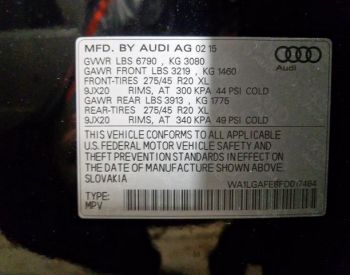 MFD. BY AUDI AG 02 15
GVWR LBS 6790 , KG 3080
GAWR FRONT LBS 3219 , KG 1460
FRONT-TIRES 275/45 R20 XL
9JX20 RIMS, AT 300 KPA 44 PSI COLD
GAWR REAR LBS 3913 , KG 1775
REAR-TIRES 275/45 R20 XL
9JX20 RIMS, AT 340 KPA 49 PSI COLD
Audi
THIS VEHICLE CONFORMS TO ALL APPLICABLE
U.S. FEDERAL MOTOR VEHICLE SAFETY AND
THEFT PREVENTION STANDARDS IN EFFECT ON
THE DATE OF MANUFACTURE SHOWN ABOVE.
SLOVAKIA
WA1LGAFE8FD017464
TYPE:
MPV